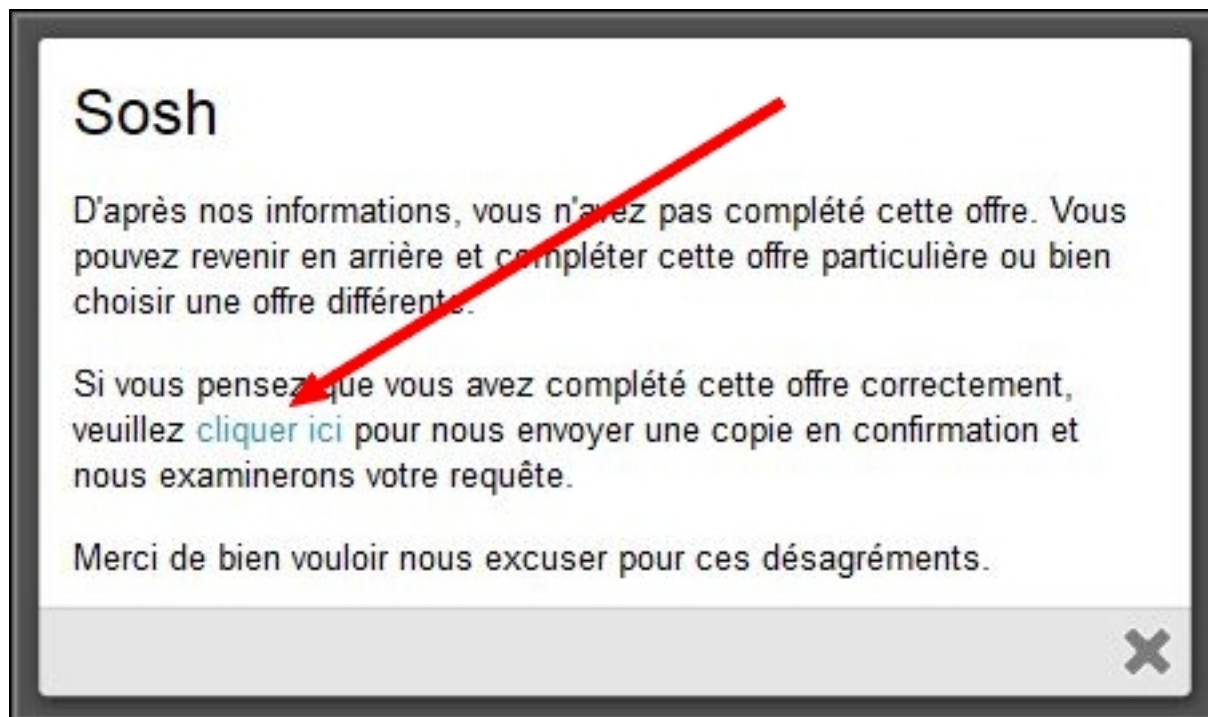 Sosh
D'après nos informations, vous n'avez pas complété cette offre. Vous
pouvez revenir en arrière et compléter cette offre particulière ou bien
choisir une offre différente.
Si vous pensez que vous avez complété cette offre correctement,
veuillez cliquer ici pour nous envoyer une copie en confirmation et
nous examinerons votre requête.
Merci de bien vouloir nous excuser pour ces désagréments.